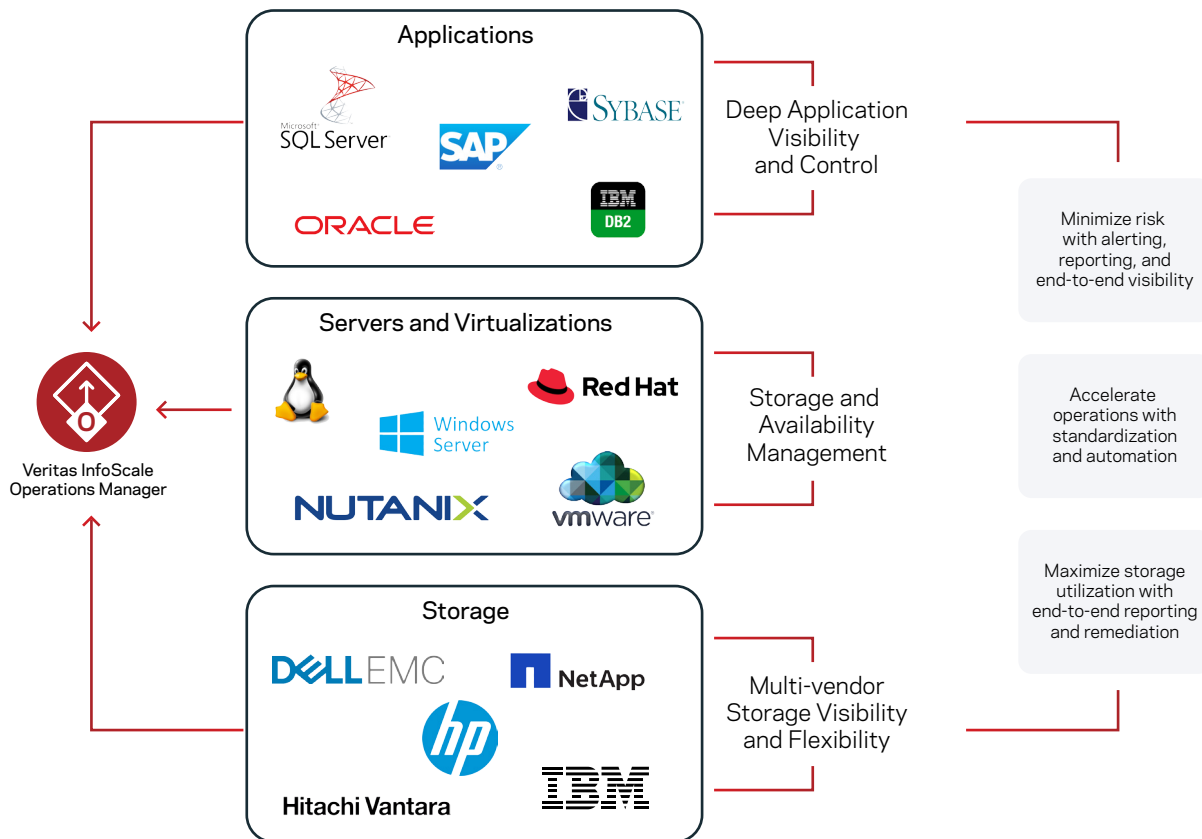 Applications
Microsoft®
SQL Server
SAP
®
SYBASE
ORACLE
IBM
DB2
Deep Application
Visibility
and Control
Minimize risk
with alerting,
reporting, and
end-to-end visibility
Servers and Virtualizations
Red Hat
Windows
Server
NUTANIX
vmware®
Storage and
Availability
Management
Accelerate
operations with
standardization
and automation
O
Veritas InfoScale
Operations Manager
Storage
DELL EMC
NetApp
hp
Hitachi Vantara
IBM
Multi-vendor
Storage Visibility
and Flexibility
Maximize storage
utilization with
end-to-end reporting
and remediation